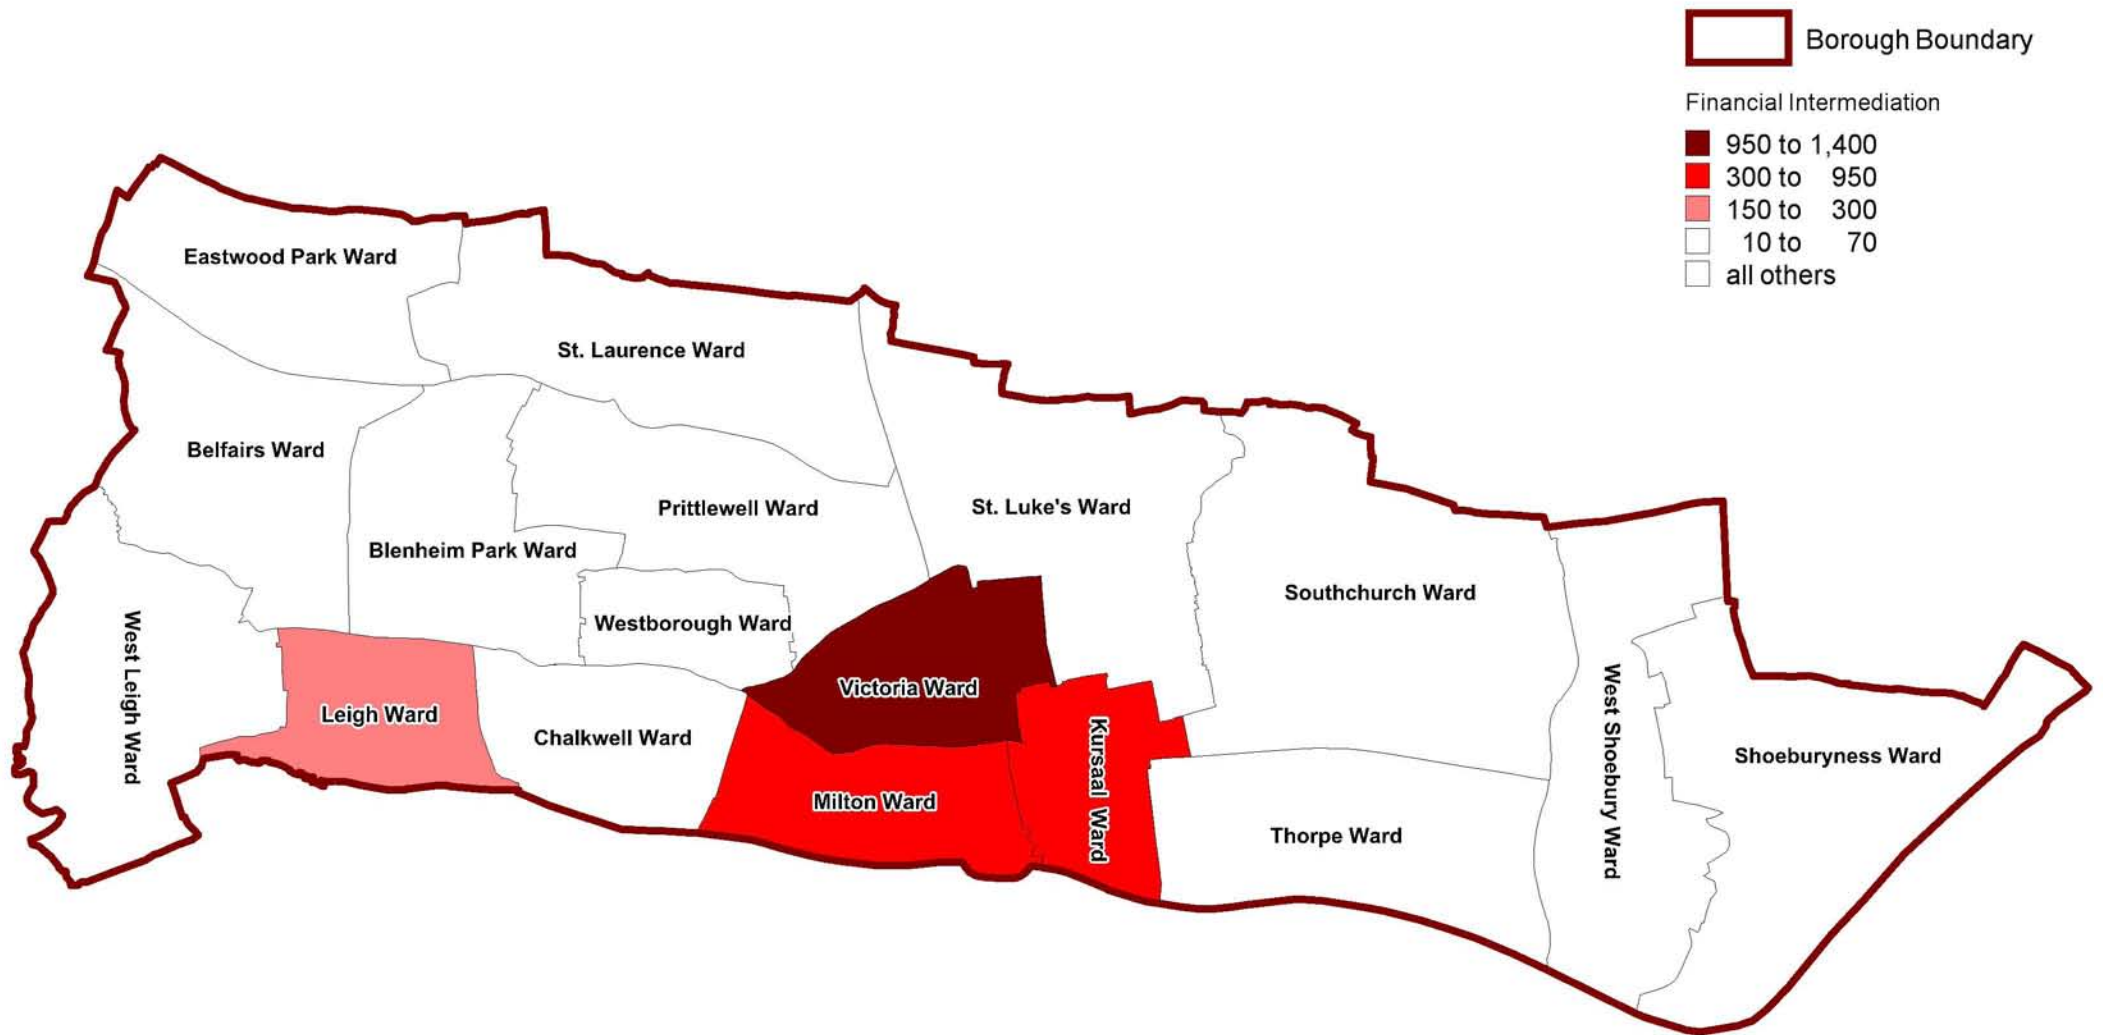 Borough Boundary
Financial Intermediation
950 to 1,400
300 to 950
150 to 300
10 to 70
all others
Eastwood Park Ward
St. Laurence Ward
Belfairs Ward
Prittlewell Ward
St. Luke's Ward
Blenheim Park Ward
Southchurch Ward
Westborough Ward
West Leigh Ward
Victoria Ward
Leigh Ward
Chalkwell Ward
Kursaal Ward
West Shoebury Ward
Shoeburyness Ward
Milton Ward
Thorpe Ward